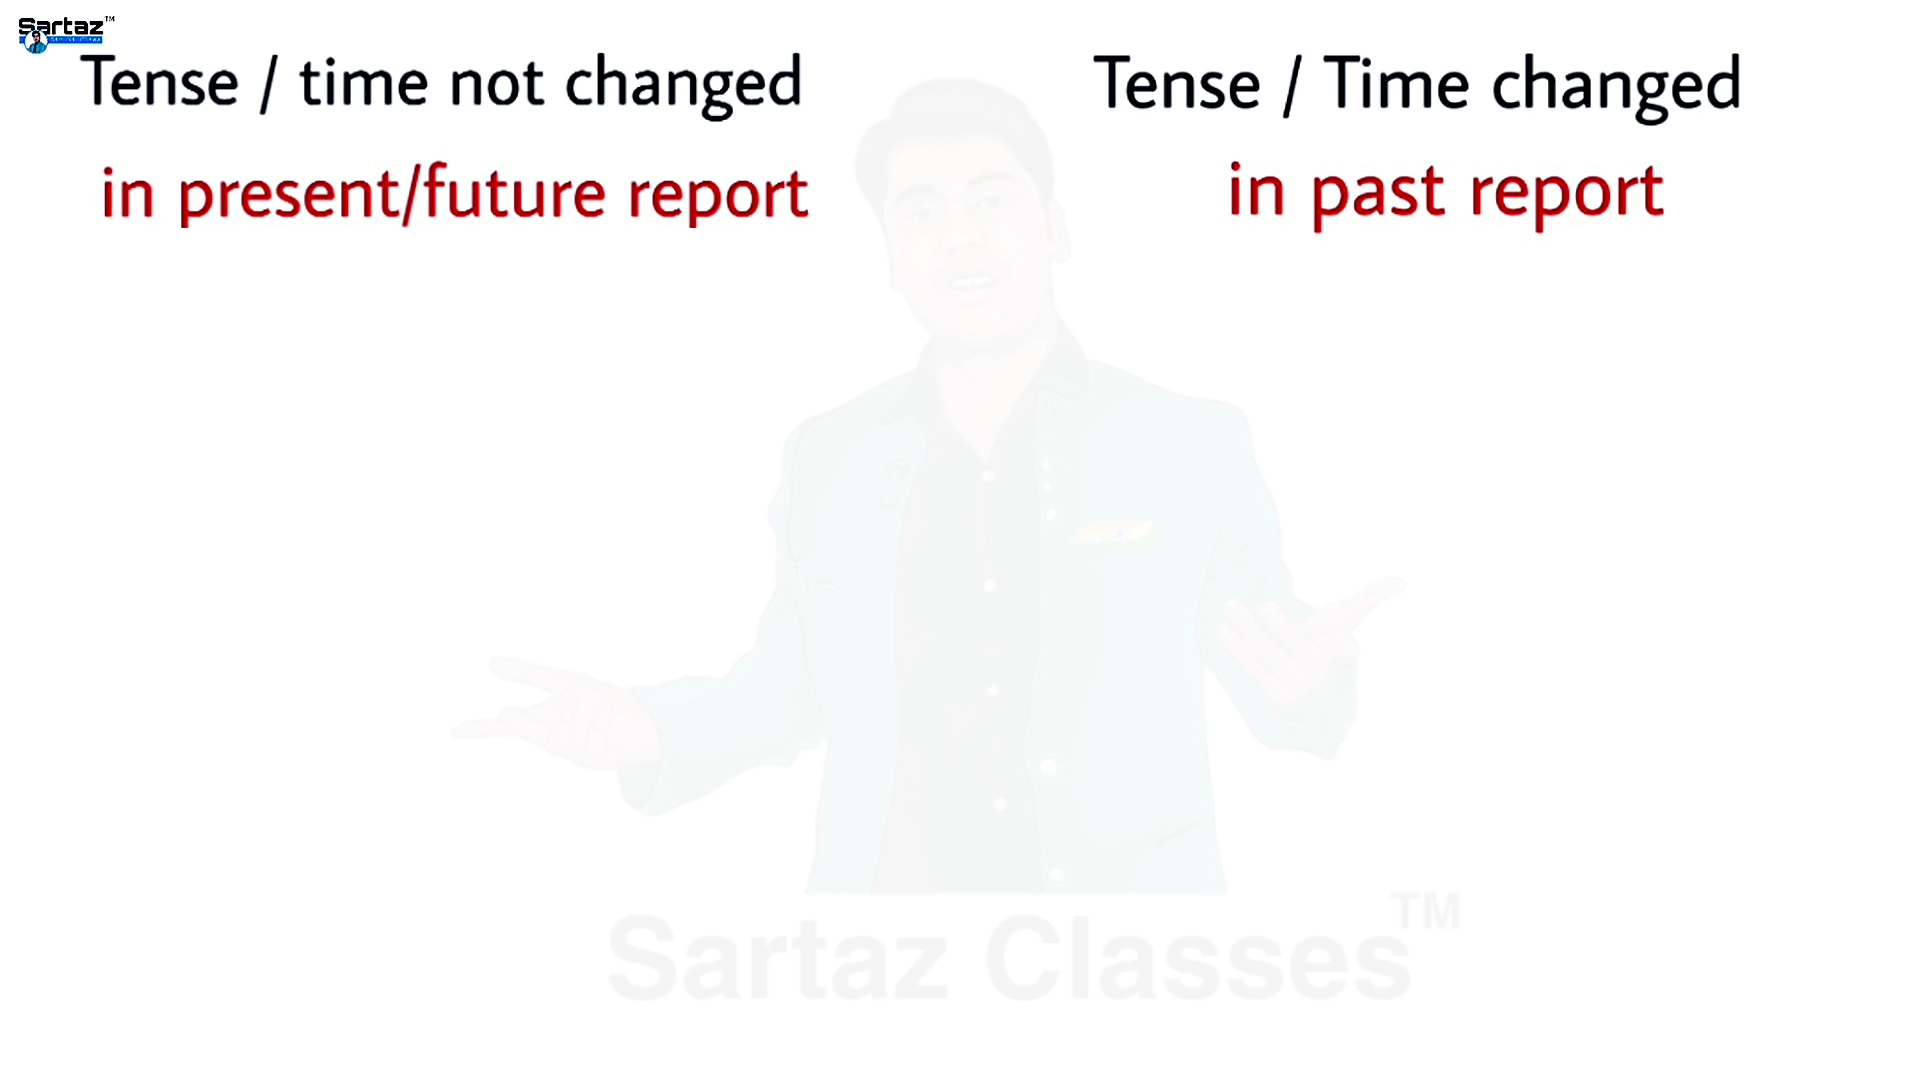 Sartaz™
Tense / time not changed
in present/future report
Tense / Time changed
in past report
Sartaz Classes™